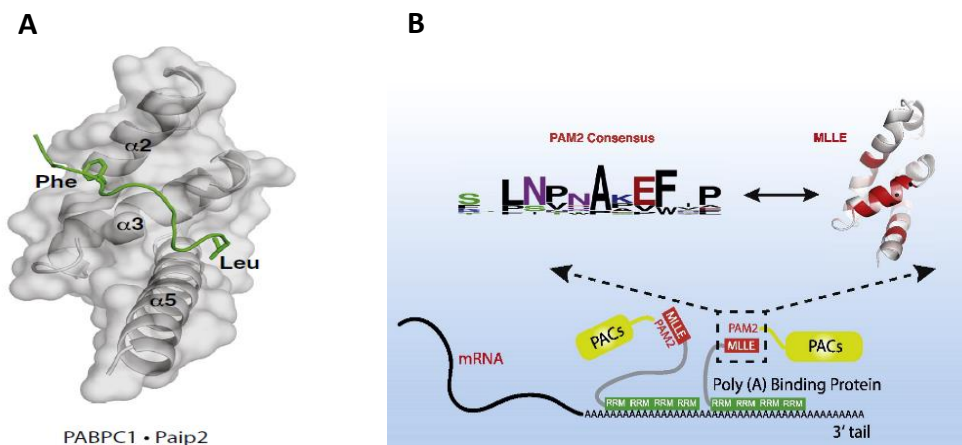 A
α2
Phe
α3
Leu
α5
PABPC1 • Paip2
B
PAM2 Consensus
MLLE
S LNPNAKEF P
PACs
MLLE
PAM2
PAM2
MLLE
PACs
mRNA
Poly (A) Binding Protein
RRM RRM RRM RRM
RRM RRM RRM RRM
3' tail